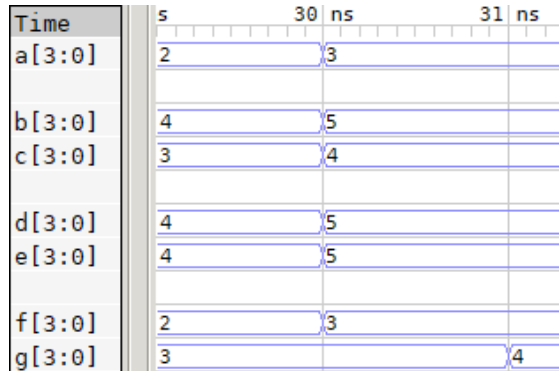 Time s 30 ns 31 ns
a[3:0] 2 3
b[3:0] 4 5
c[3:0] 3 4
d[3:0] 4 5
e[3:0] 4 5
f[3:0] 2 3
g[3:0] 3 4